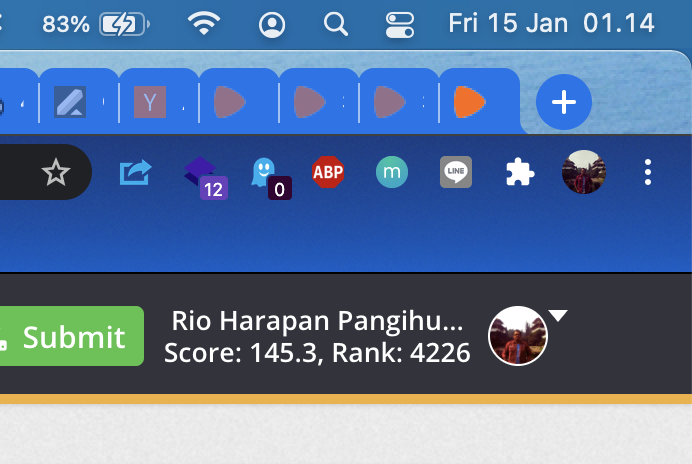 83% Fri 15 Jan 01.14
Y
12 0 ABP m LINE
Submit
Rio Harapan Pangihu...
Score: 145.3, Rank: 4226